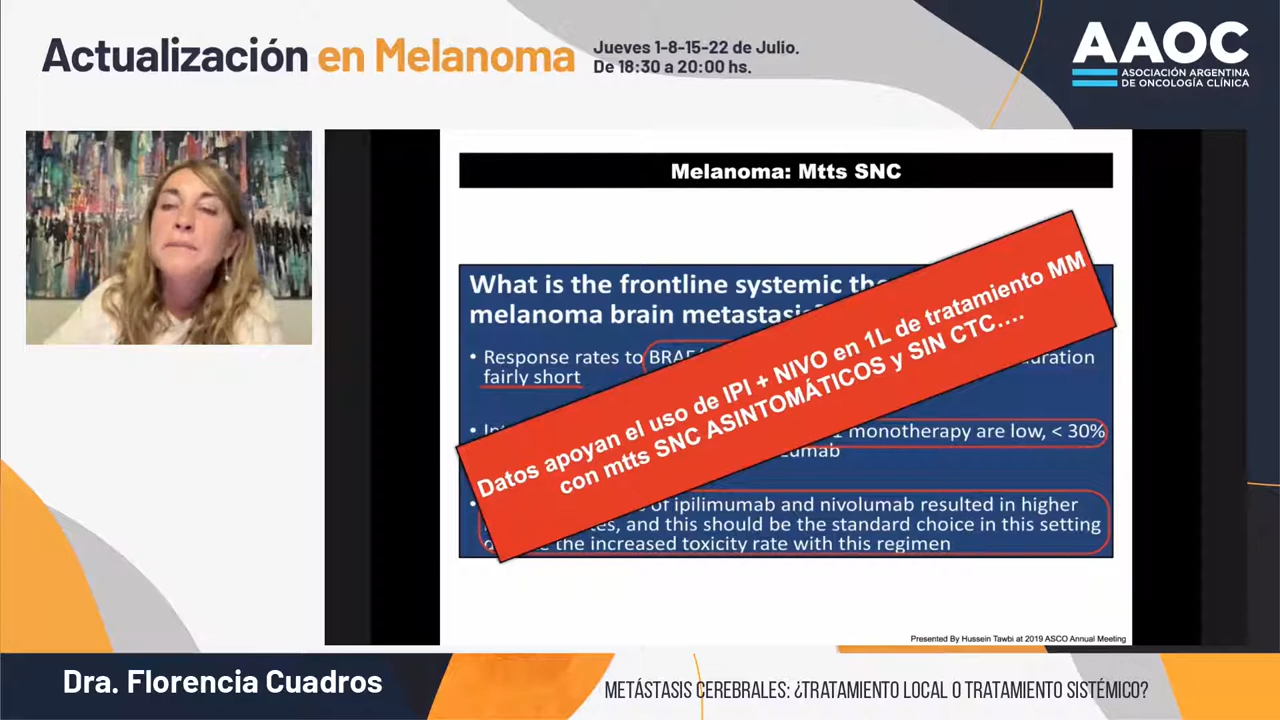 Actualización en Melanoma
Jueves 1-8-15-22 de Julio.
De 18:30 a 20:00 hs.
AAOC
ASOCIACIÓN ARGENTINA
DE ONCOLOGÍA CLÍNICA
Melanoma: Mtts SNC
What is the frontline systemic
melanoma brain metastasis?
• Response rates to BRAF
fairly short
monotherapy are low, < 30%
of ipilimumab and nivolumab resulted in higher
and this should be the standard choice in this setting
the increased toxicity rate with this regimen
Datos apoyan el uso de IPI + NIVO en 1L de tratamiento MM
con mtts SNC ASINTOMÁTICOS y SIN CTC....
Presented By Hussein Tawbi at 2019 ASCO Annual Meeting
Dra. Florencia Cuadros
METÁSTASIS CEREBRALES: ¿TRATAMIENTO LOCAL O TRATAMIENTO SISTÉMICO?